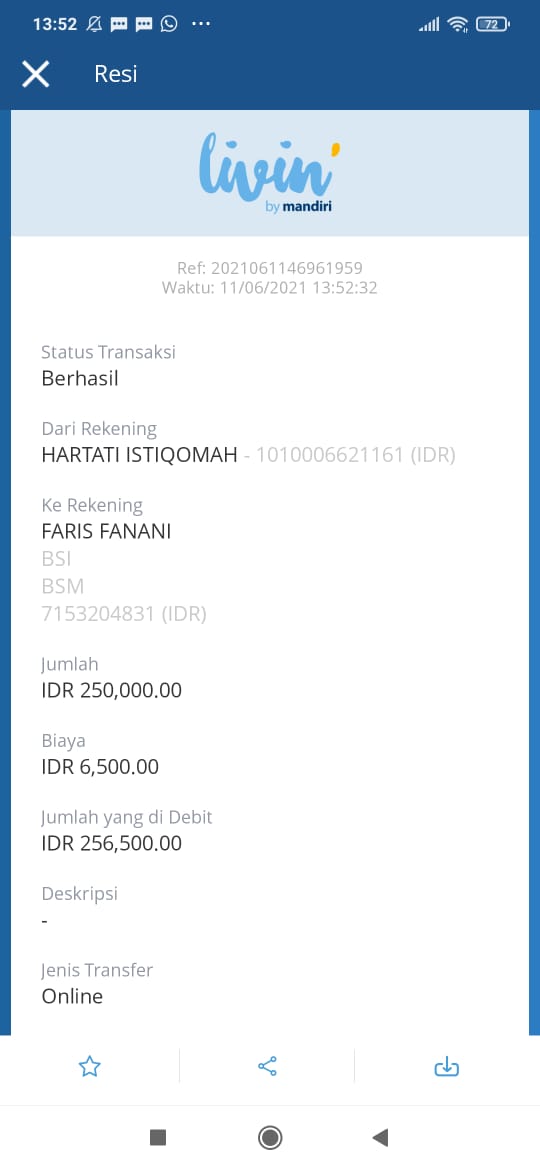 13:52
72
Resi
livin'
by mandiri
Ref: 2021061146961959
Waktu: 11/06/2021 13:52:32
Status Transaksi
Berhasil
Dari Rekening
HARTATI ISTIQOMAH - 1010006621161 (IDR)
Ke Rekening
FARIS FANANI
BSI
BSM
7153204831 (IDR)
Jumlah
IDR 250,000.00
Biaya
IDR 6,500.00
Jumlah yang di Debit
IDR 256,500.00
Deskripsi
-
Jenis Transfer
Online